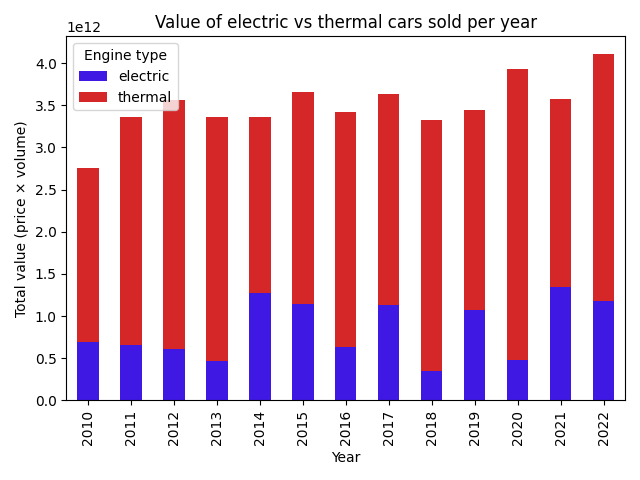 Value of electric vs thermal cars sold per year
1e12
Engine type
electric
thermal
Total value (price × volume)
4.0
3.5
3.0
2.5
2.0
1.5
1.0
0.5
0.0
2010 2011 2012 2013 2014 2015 2016 2017 2018 2019 2020 2021 2022
Year